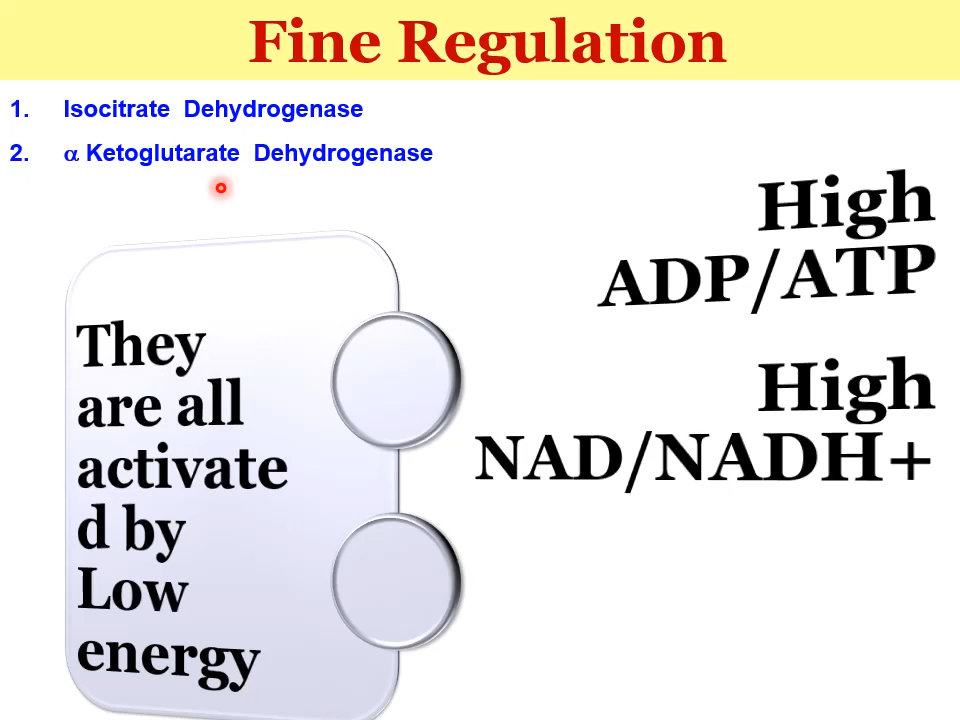 Fine Regulation
1. Isocitrate Dehydrogenase
2. α Ketoglutarate Dehydrogenase
They
are all
activate
d by
Low
energy
High
ADP/ATP
High
NAD/NADH+